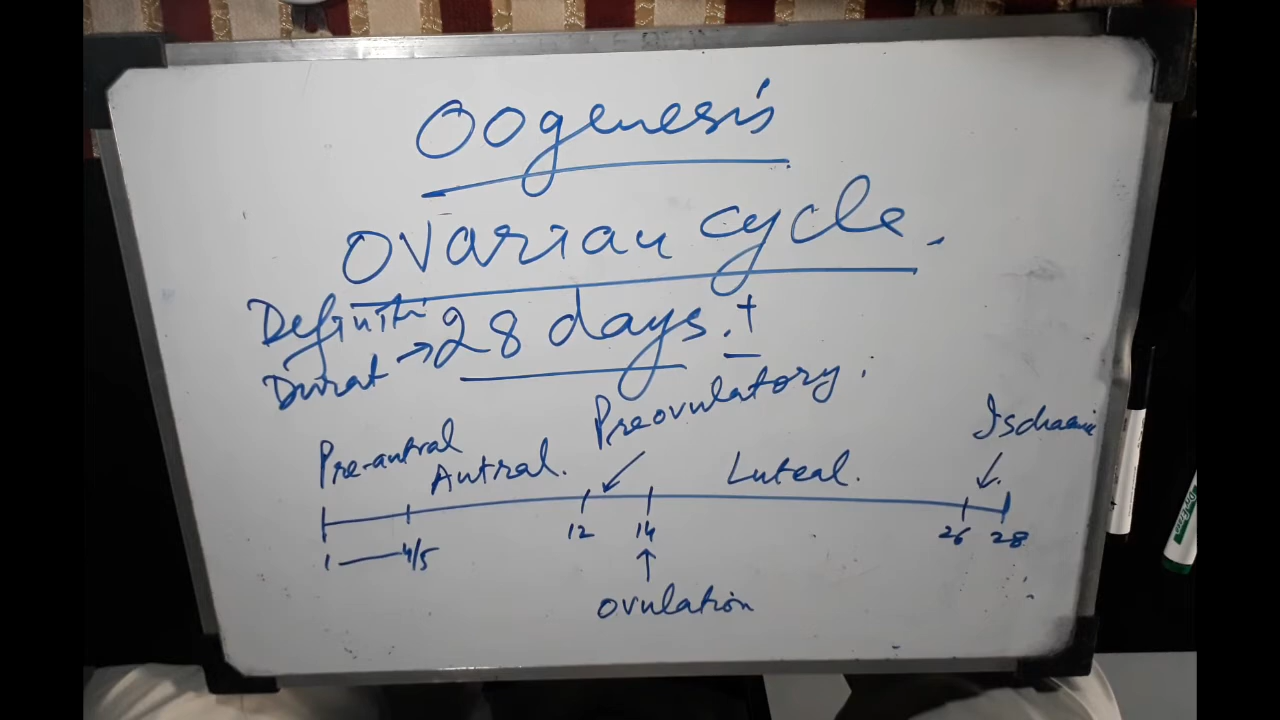 Oogenesis
Ovarian cycle.
Definiti
Durat → 28 days. ±
Preovulatory.
Pre-antral
Antral.
Luteal.
Ischaemic
1 — 4/5
12
14
26
28
ovulation